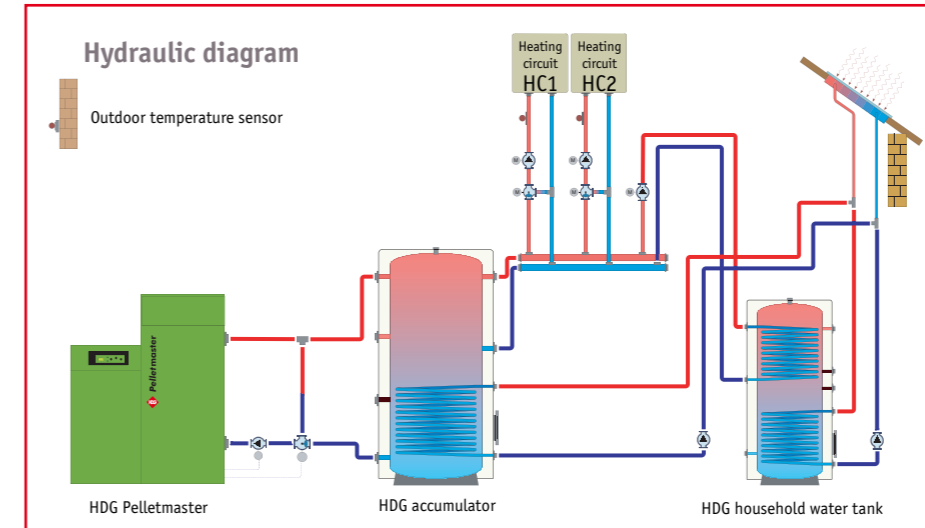 Hydraulic diagram
Outdoor temperature sensor
Heating
circuit
HC1
Heating
circuit
HC2
M
M
M
M
M
Pelletmaster
HDG
HDG Pelletmaster
HDG accumulator
HDG household water tank